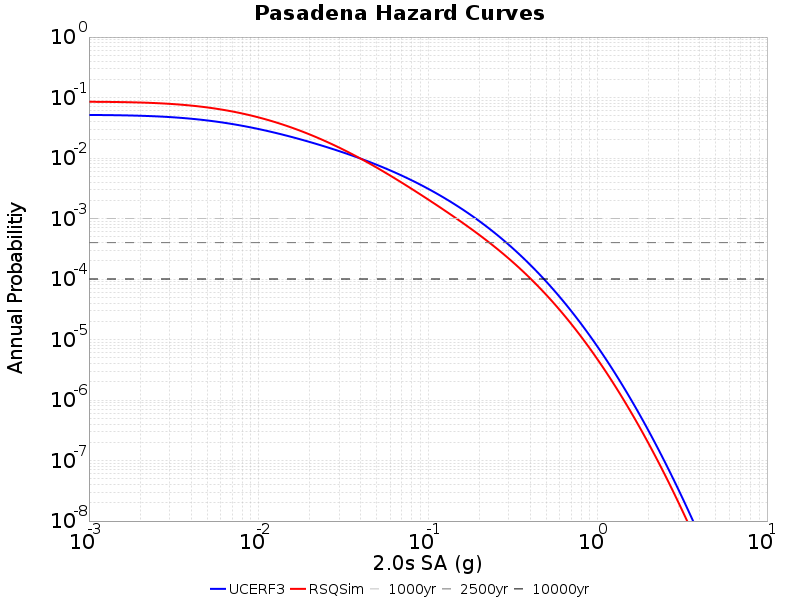 Pasadena Hazard Curves
10^0
10^-1
10^-2
10^-3
10^-4
10^-5
10^-6
10^-7
10^-8
Annual Probabilitiy
10^-3 10^-2 10^-1 10^0 10^1
2.0s SA (g)
UCERF3 RSQSim 1000yr 2500yr 10000yr